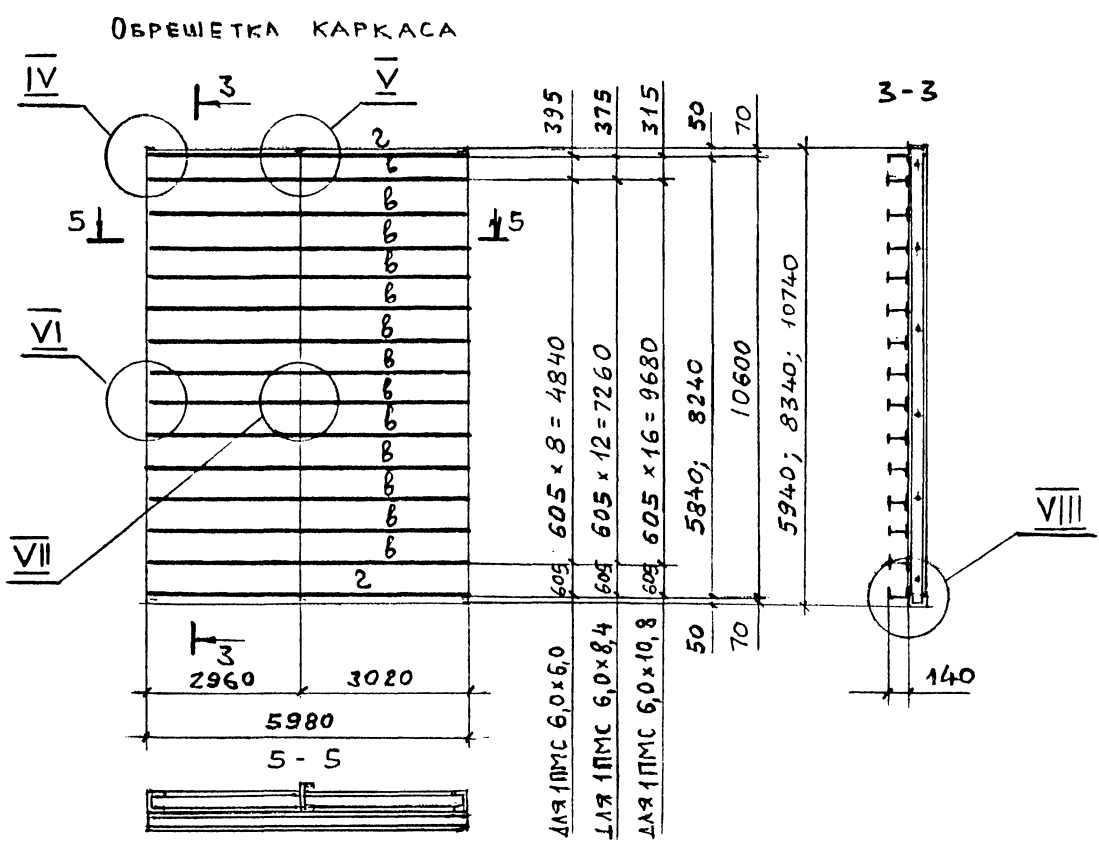 ОБРЕШЕТКА КАРКАСА
IV
3
V
395
375
315
50
70
3-3
г
в
в
5
5
в
в
в
в
VI
в
в
в
в
в
в
в
VII
г
605 × 8 = 4840
605 × 12 = 7260
605 × 16 = 9680
5840; 8240
10600
5940; 8340; 10740
VIII
605
605
605
50
70
3
2960
3020
5980
140
ДЛЯ 1ПМС 6,0×6,0
ДЛЯ 1ПМС 6,0×8,4
ДЛЯ 1ПМС 6,0×10,8
5-5